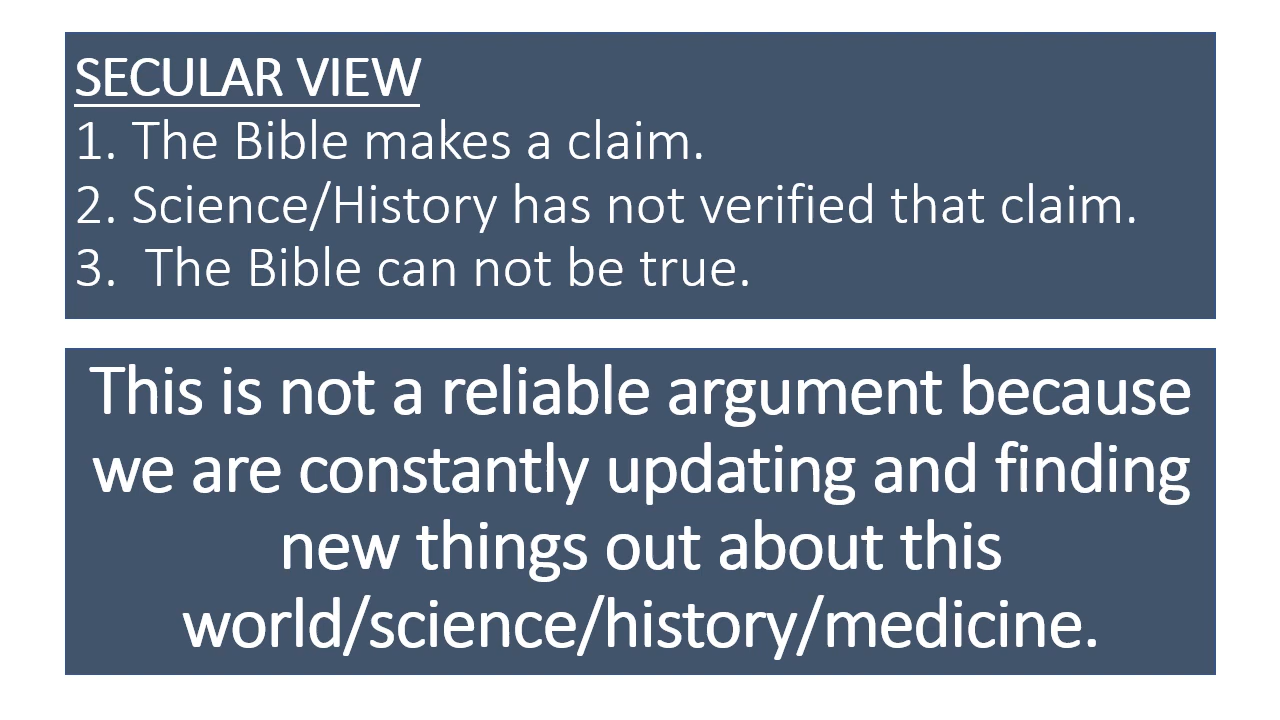 SECULAR VIEW
1. The Bible makes a claim.
2. Science/History has not verified that claim.
3. The Bible can not be true.
This is not a reliable argument because
we are constantly updating and finding
new things out about this
world/science/history/medicine.